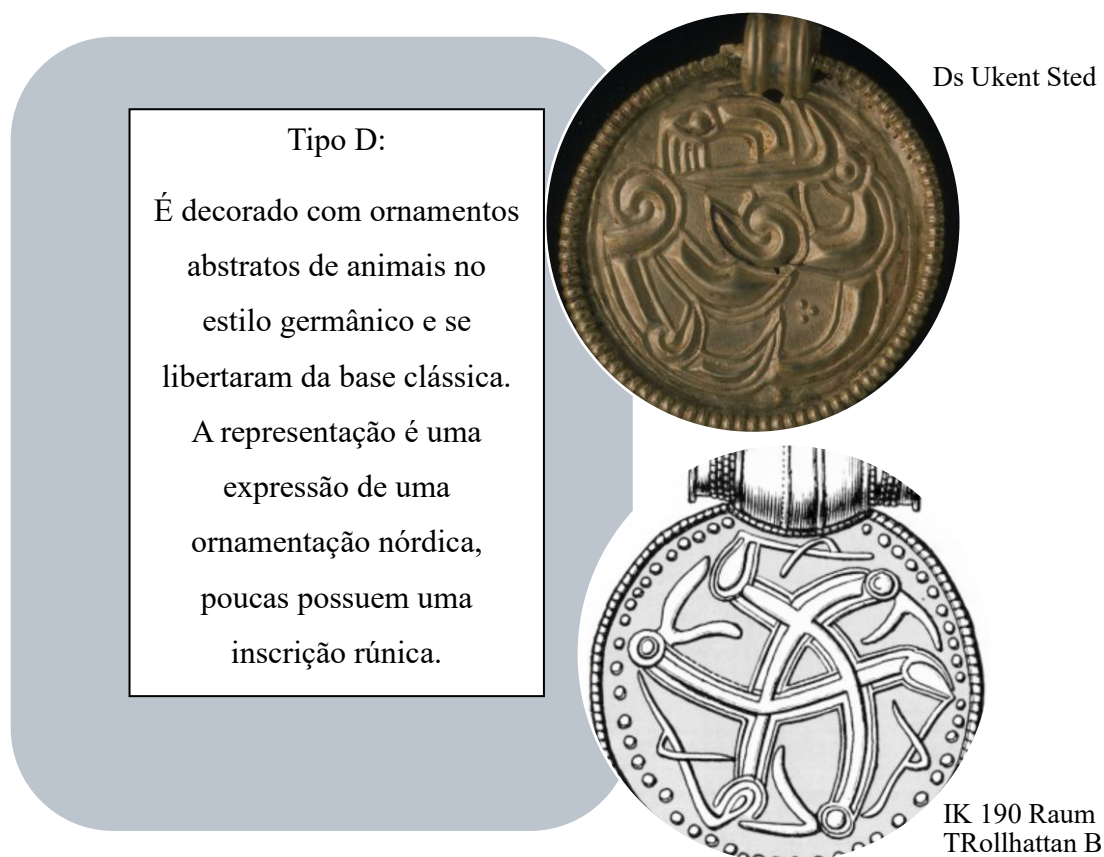 Tipo D:
É decorado com ornamentos
abstratos de animais no
estilo germânico e se
libertaram da base clássica.
A representação é uma
expressão de uma
ornamentação nórdica,
poucas possuem uma
inscrição rúnica.
Ds Ukent Sted
IK 190 Raum
TRollhattan B